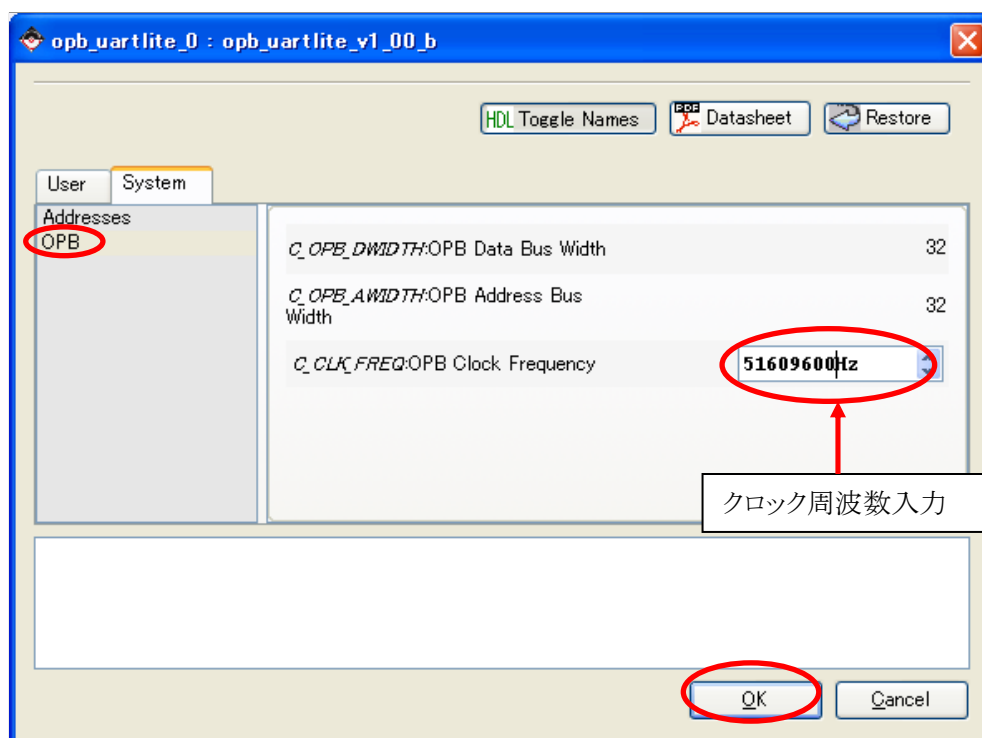 opb_uartlite_0 : opb_uartlite_v1_00_b
HDL Toggle Names
PDF Datasheet
Restore
User
System
Addresses
OPB
C_OPB_DWIDTH:OPB Data Bus Width
32
C_OPB_AWIDTH:OPB Address Bus
Width
32
C_CLK_FREQ:OPB Clock Frequency
51609600Hz
クロック周波数入力
OK
Cancel